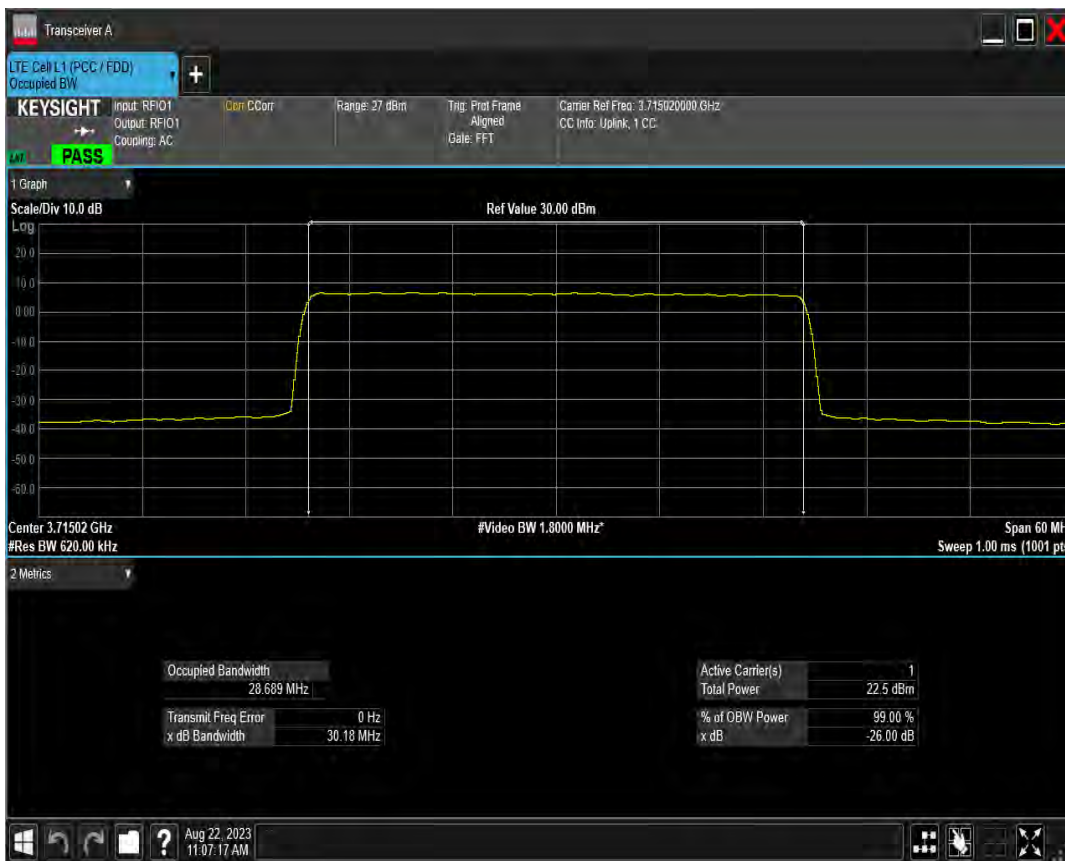 Transceiver A
LTE Cell L1 (PCC / FDD)
Occupied BW
+
KEYSIGHT
PASS
Input: RFIO1
Output: RFIO1
Coupling: AC
Corr CCorr
Range: 27 dBm
Trig: Prot Frame
Aligned
Gate: FFT
Carrier Ref Freq: 3.715020000 GHz
CC Info: Uplink, 1 CC
1 Graph
Scale/Div 10.0 dB
Ref Value 30.00 dBm
Log
20.0
10.0
0.00
-10.0
-20.0
-30.0
-40.0
-50.0
-60.0
Center 3.71502 GHz
#Video BW 1.8000 MHz*
Span 60 MH
#Res BW 620.00 kHz
Sweep 1.00 ms (1001 pt
2 Metrics
Occupied Bandwidth
28.689 MHz
Transmit Freq Error 0 Hz
x dB Bandwidth 30.18 MHz
Active Carrier(s) 1
Total Power 22.5 dBm
% of OBW Power 99.00 %
x dB -26.00 dB
?
Aug 22, 2023
11:07:17 AM